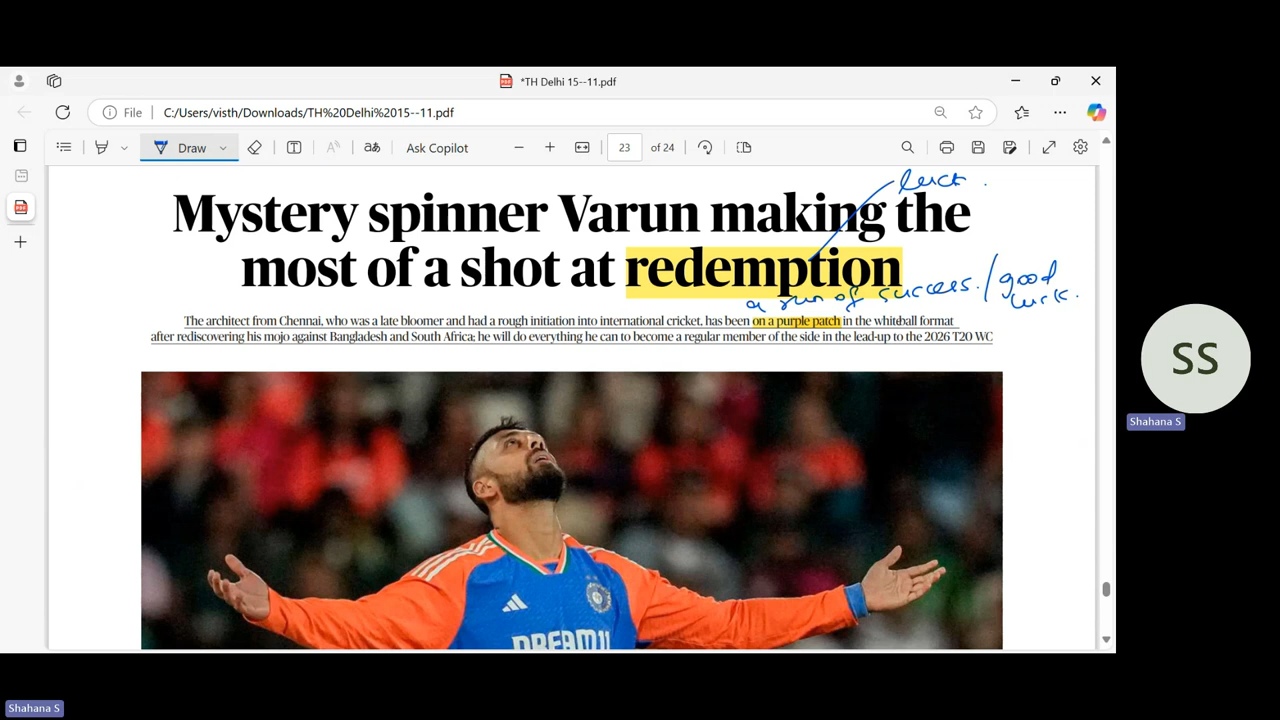 *TH Delhi 15--11.pdf
File
C:/Users/visth/Downloads/TH%20Delhi%2015--11.pdf
Draw
Ask Copilot
23 of 24
luck.
Mystery spinner Varun making the
most of a shot at redemption
a run of success. / good
luck.
The architect from Chennai, who was a late bloomer and had a rough initiation into international cricket, has been on a purple patch in the whiteball format
after rediscovering his mojo against Bangladesh and South Africa; he will do everything he can to become a regular member of the side in the lead-up to the 2026 T20 WC
DREAM11
SS
Shahana S
Shahana S